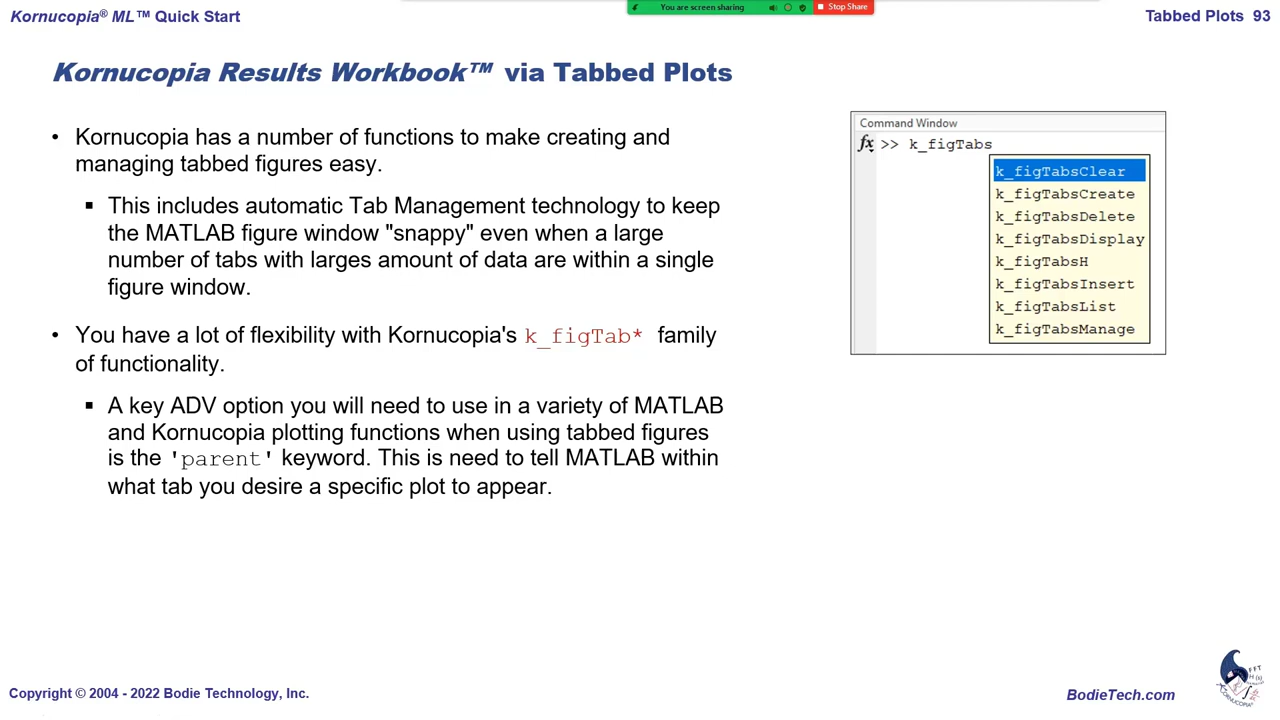 Kornucopia® ML™ Quick Start
You are screen sharing
Stop Share
Tabbed Plots 93
Kornucopia Results Workbook™ via Tabbed Plots
• Kornucopia has a number of functions to make creating and
managing tabbed figures easy.
▪ This includes automatic Tab Management technology to keep
the MATLAB figure window "snappy" even when a large
number of tabs with larges amount of data are within a single
figure window.
• You have a lot of flexibility with Kornucopia's k_figTab* family
of functionality.
▪ A key ADV option you will need to use in a variety of MATLAB
and Kornucopia plotting functions when using tabbed figures
is the 'parent' keyword. This is need to tell MATLAB within
what tab you desire a specific plot to appear.
Command Window
fx >> k_figTabs
k_figTabsClear
k_figTabsCreate
k_figTabsDelete
k_figTabsDisplay
k_figTabsH
k_figTabsInsert
k_figTabsList
k_figTabsManage
Copyright © 2004 - 2022 Bodie Technology, Inc.
BodieTech.com
FFT
KORNUCOPIA